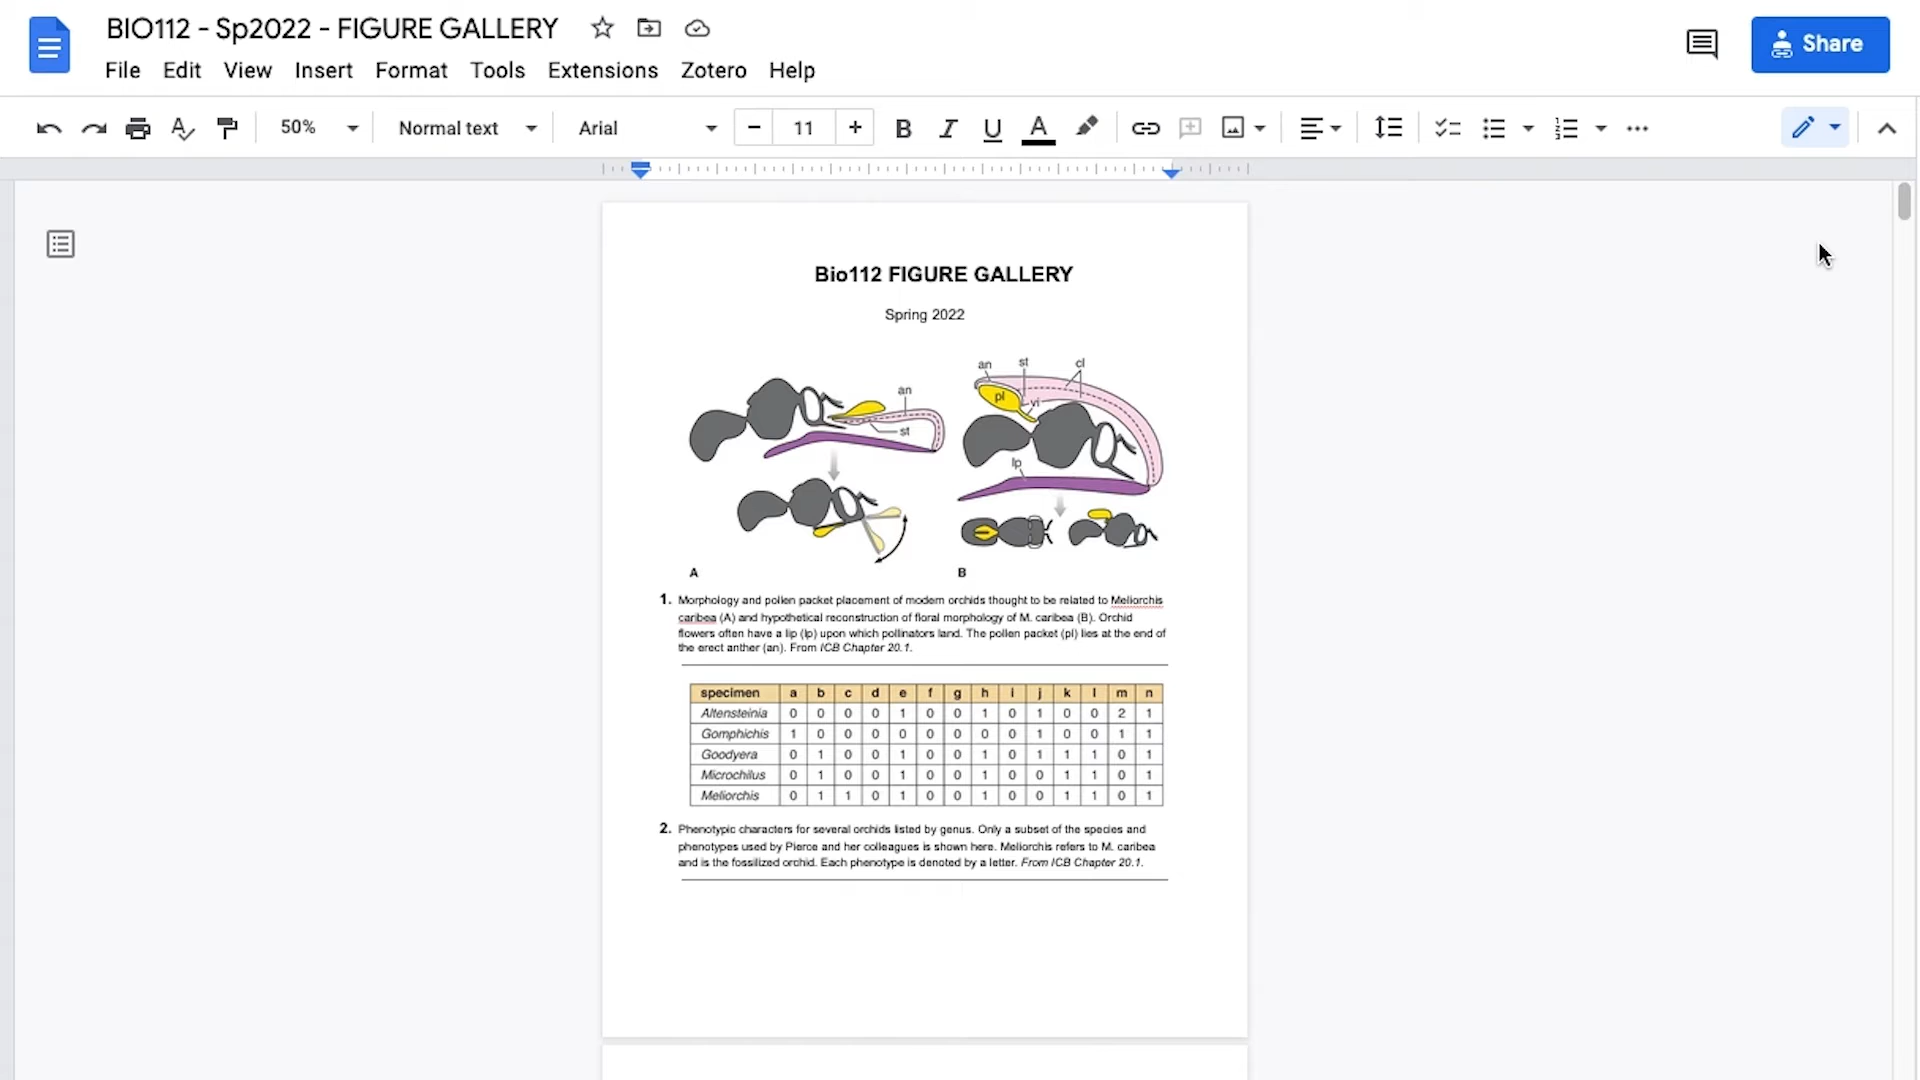 BIO112 - Sp2022 - FIGURE GALLERY
File Edit View Insert Format Tools Extensions Zotero Help
Share
50% Normal text Arial 11 B I U A
Bio112 FIGURE GALLERY
Spring 2022
an st cl
pl vi
an
st
lp
A B
1. Morphology and pollen packet placement of modern orchids thought to be related to Meliorchis
caribea (A) and hypothetical reconstruction of floral morphology of M. caribea (B). Orchid
flowers often have a lip (lp) upon which pollinators land. The pollen packet (pl) lies at the end of
the erect anther (an). From ICB Chapter 20.1.
specimen a b c d e f g h i j k l m n
Altensteinia 0 0 0 0 1 0 0 1 0 1 0 0 2 1
Gomphichis 1 0 0 0 0 0 0 0 0 1 0 0 1 1
Goodyera 0 1 0 0 1 0 0 1 0 1 1 1 0 1
Microchilus 0 1 0 0 1 0 0 1 0 0 1 1 0 1
Meliorchis 0 1 1 0 1 0 0 1 0 0 1 1 0 1
2. Phenotypic characters for several orchids listed by genus. Only a subset of the species and
phenotypes used by Pierce and her colleagues is shown here. Meliorchis refers to M. caribea
and is the fossilized orchid. Each phenotype is denoted by a letter. From ICB Chapter 20.1.